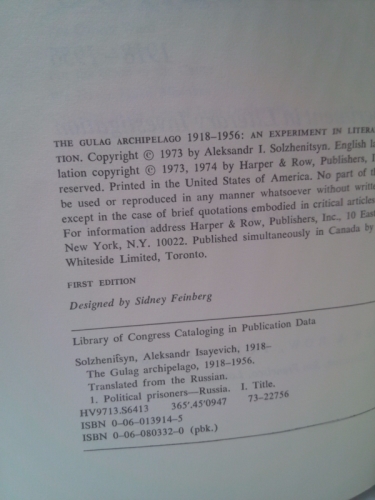 THE GULAG ARCHIPELAGO 1918–1956: AN EXPERIMENT IN LITERA
TION. Copyright © 1973 by Aleksandr I. Solzhenitsyn. English
lation copyright © 1973, 1974 by Harper & Row, Publishers,
reserved. Printed in the United States of America. No part of
be used or reproduced in any manner whatsoever without writte
except in the case of brief quotations embodied in critical articles
For information address Harper & Row, Publishers, Inc., 10 East
New York, N.Y. 10022. Published simultaneously in Canada by
Whiteside Limited, Toronto.
FIRST EDITION
Designed by Sidney Feinberg
Library of Congress Cataloging in Publication Data
Solzhenit͡syn, Aleksandr Isayevich, 1918–
The Gulag archipelago, 1918–1956.
Translated from the Russian.
1. Political prisoners—Russia. I. Title.
HV9713.S6413 365'.45'0947 73-22756
ISBN 0-06-013914-5
ISBN 0-06-080332-0 (pbk.)